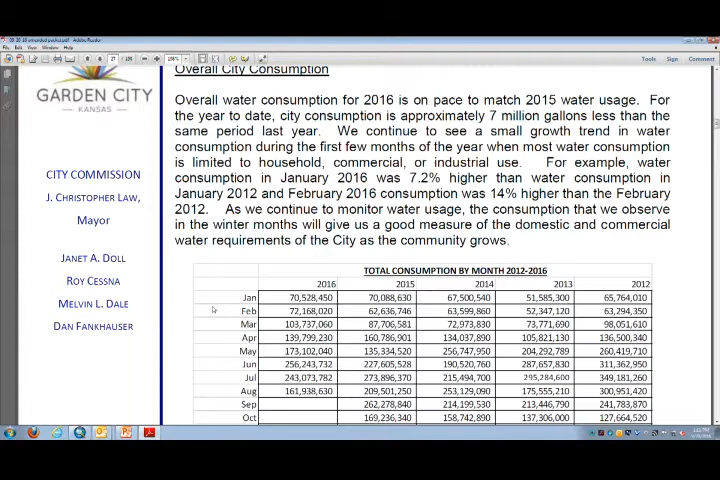 File Edit View Window Help
27
Tools Sign Comment
GARDEN CITY
KANSAS
CITY COMMISSION
J. CHRISTOPHER LAW,
Mayor
JANET A. DOLL
ROY CESSNA
MELVIN L. DALE
DAN FANKHAUSER
Overall City Consumption
Overall water consumption for 2016 is on pace to match 2015 water usage. For
the year to date, city consumption is approximately 7 million gallons less than the
same period last year. We continue to see a small growth trend in water
consumption during the first few months of the year when most water consumption
is limited to household, commercial, or industrial use. For example, water
consumption in January 2016 was 7.2% higher than water consumption in
January 2012 and February 2016 consumption was 14% higher than the February
2012. As we continue to monitor water usage, the consumption that we observe
in the winter months will give us a good measure of the domestic and commercial
water requirements of the City as the community grows.
TOTAL CONSUMPTION BY MONTH 2012-2016
2016 2015 2014 2013 2012
Jan 70,528,450 70,088,630 67,500,540 51,585,300 65,764,010
Feb 72,168,020 62,636,746 63,599,860 52,347,120 63,294,350
Mar 103,737,060 87,706,581 72,973,830 73,771,690 98,051,610
Apr 139,799,230 160,786,901 134,037,890 105,821,130 136,500,340
May 173,102,040 135,334,520 256,747,950 204,292,789 260,419,710
Jun 256,243,732 227,605,528 190,520,760 287,657,830 311,362,950
Jul 243,073,782 273,896,370 215,494,700 295,284,600 349,181,260
Aug 161,938,630 209,501,250 253,129,090 175,555,210 300,951,420
Sep 262,278,840 214,199,530 213,446,790 241,783,870
Oct 169,236,340 158,742,890 137,306,000 127,664,520